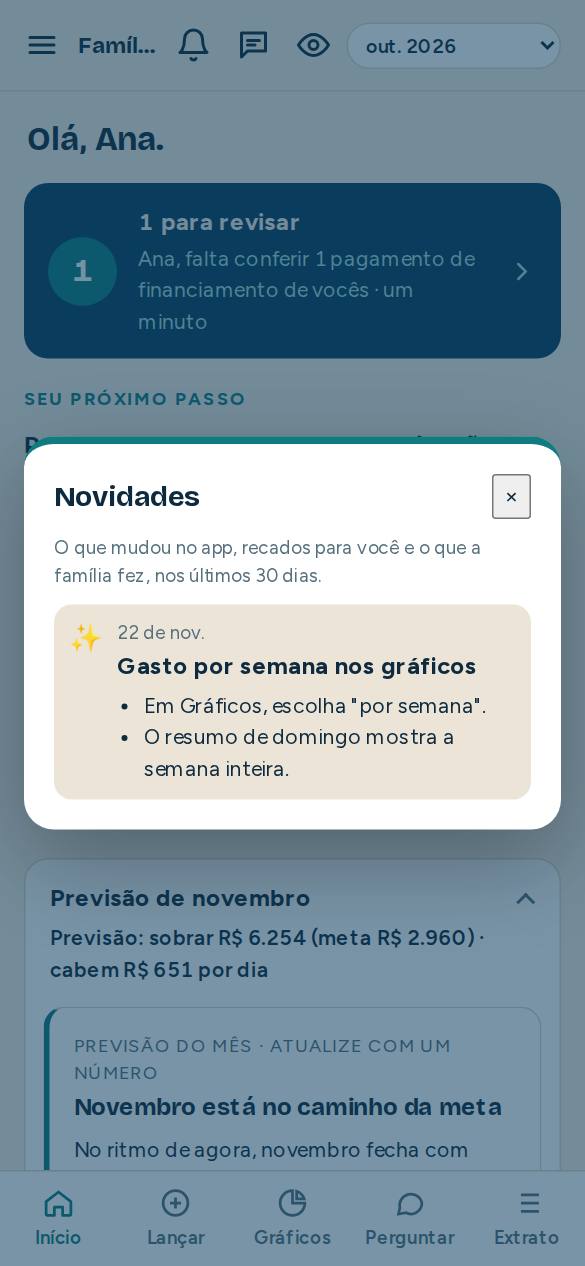 Famíl...
out. 2026
Olá, Ana.
1
1 para revisar
Ana, falta conferir 1 pagamento de
financiamento de vocês · um
minuto
SEU PRÓXIMO PASSO
Novidades
×
O que mudou no app, recados para você e o que a
família fez, nos últimos 30 dias.
22 de nov.
Gasto por semana nos gráficos
• Em Gráficos, escolha "por semana".
• O resumo de domingo mostra a
semana inteira.
Previsão de novembro
Previsão: sobrar R$ 6.254 (meta R$ 2.960) ·
cabem R$ 651 por dia
PREVISÃO DO MÊS · ATUALIZE COM UM
NÚMERO
Novembro está no caminho da meta
No ritmo de agora, novembro fecha com
Início
Lançar
Gráficos
Perguntar
Extrato